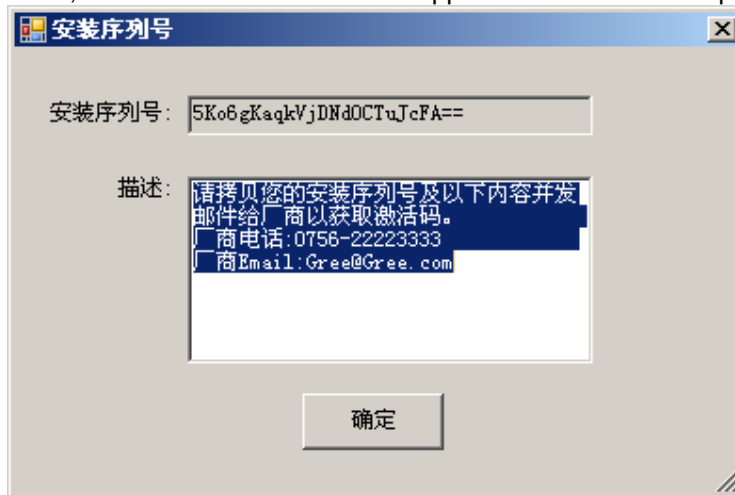 安装序列号
安装序列号: 5Ko6gKaqkVjDNdOCTuJcFA==
描述:
请拷贝您的安装序列号及以下内容并发
邮件给厂商以获取激活码。
厂商电话:0756-22223333
厂商Email:Gree@Gree.com
确定